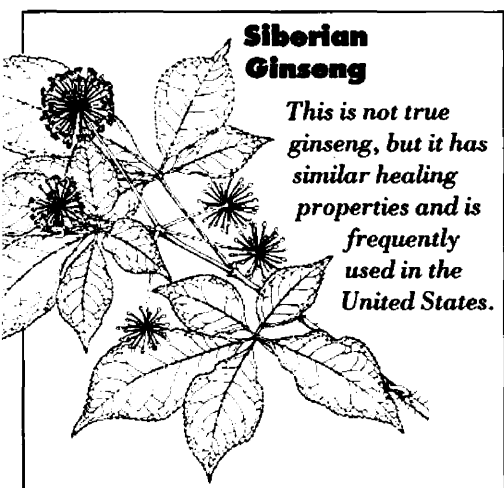 Siberian
Ginseng
This is not true
ginseng, but it has
similar healing
properties and is
frequently
used in the
United States.